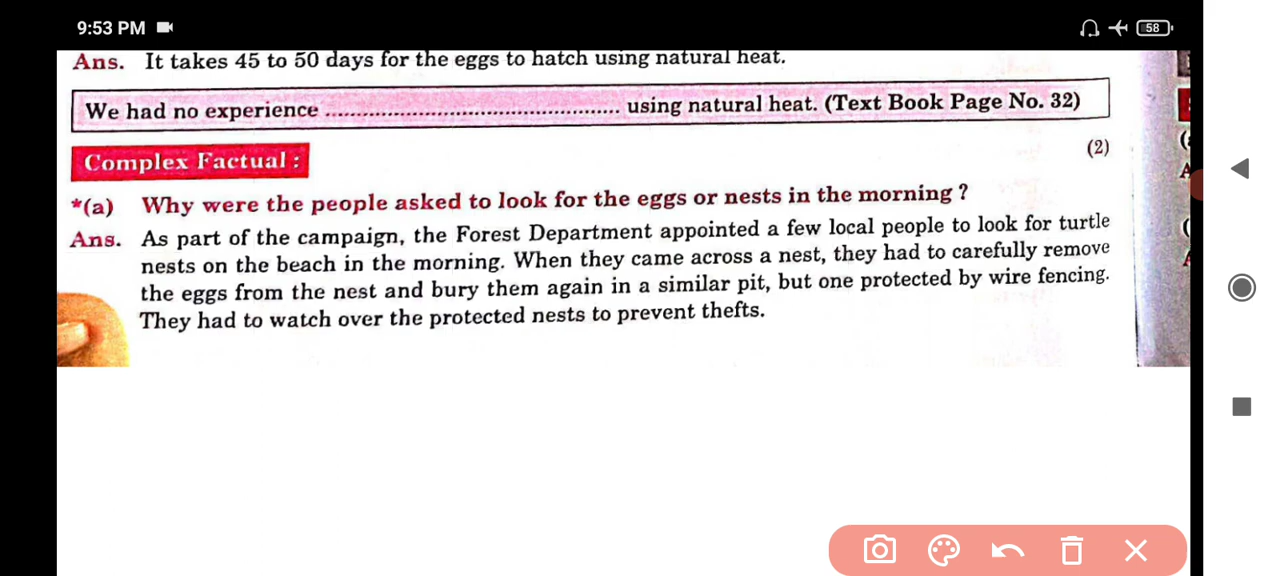 9:53 PM
58
Ans. It takes 45 to 50 days for the eggs to hatch using natural heat.
We had no experience .................................................. using natural heat. (Text Book Page No. 32)
Complex Factual :
(2)
*(a) Why were the people asked to look for the eggs or nests in the morning ?
Ans. As part of the campaign, the Forest Department appointed a few local people to look for turtle
nests on the beach in the morning. When they came across a nest, they had to carefully remove
the eggs from the nest and bury them again in a similar pit, but one protected by wire fencing.
They had to watch over the protected nests to prevent thefts.